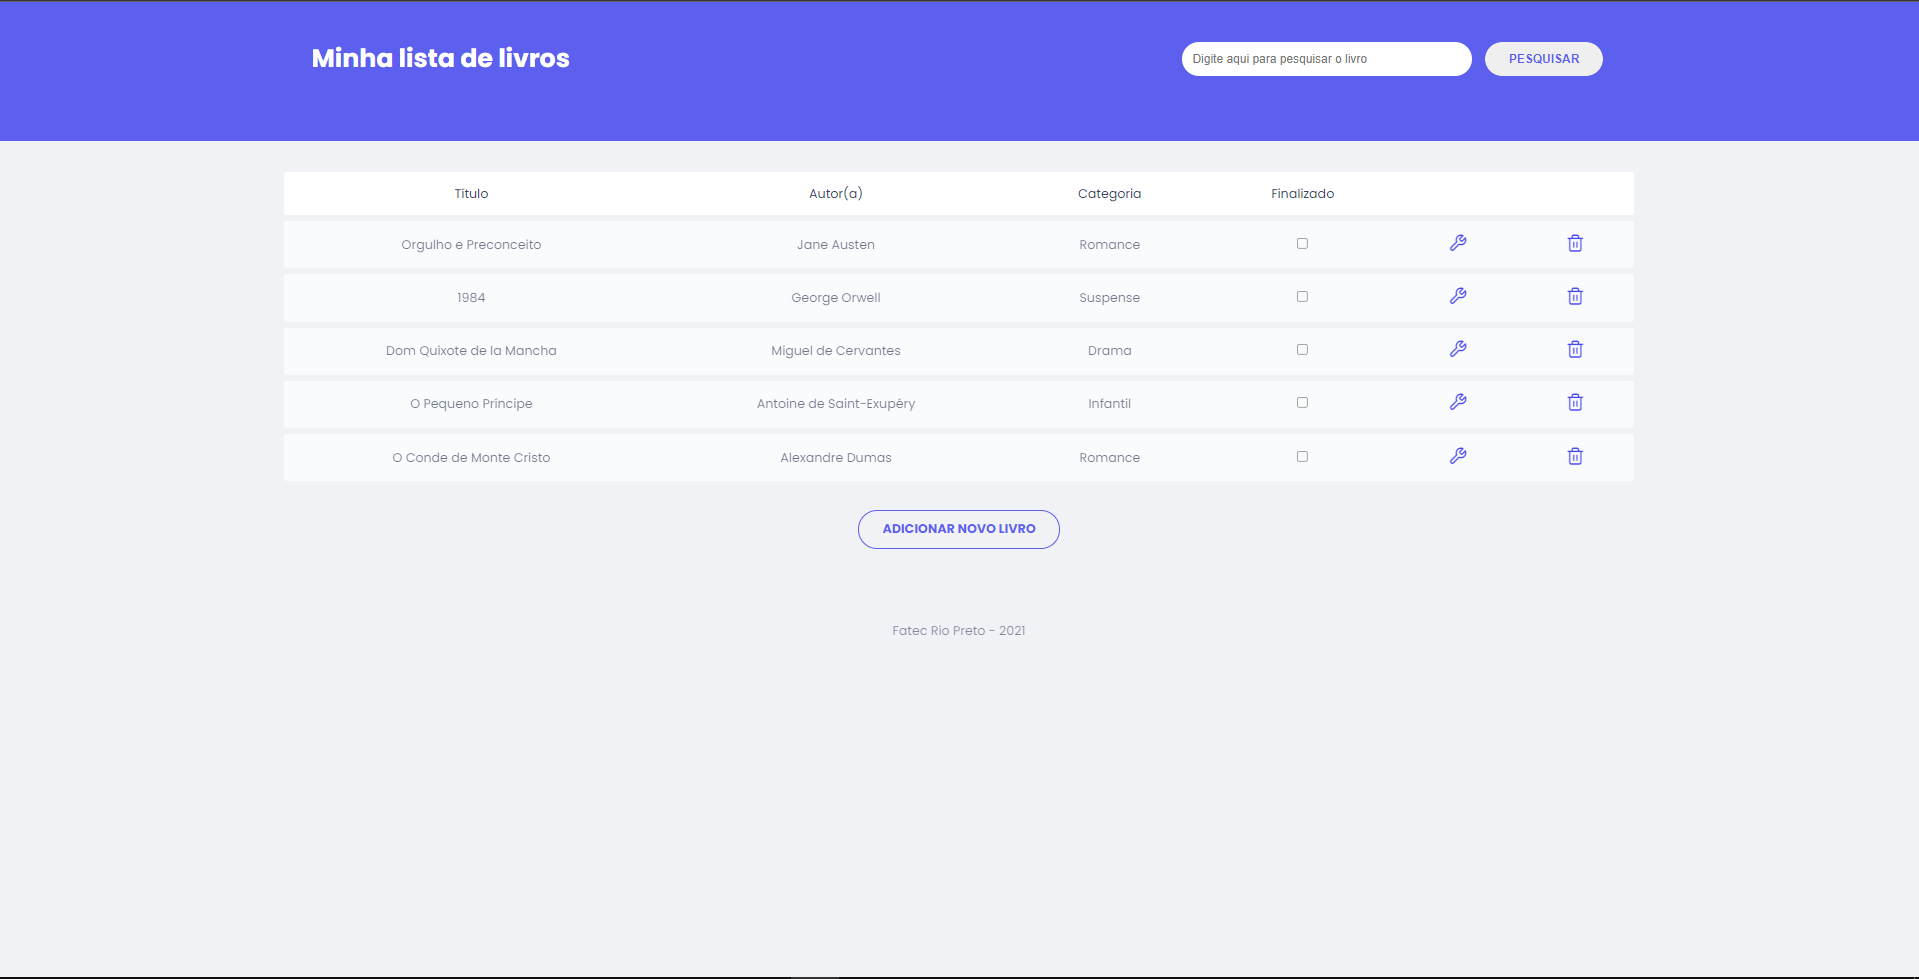 Minha lista de livros
Digite aqui para pesquisar o livro
PESQUISAR
Título Autor(a) Categoria Finalizado
Orgulho e Preconceito Jane Austen Romance
1984 George Orwell Suspense
Dom Quixote de la Mancha Miguel de Cervantes Drama
O Pequeno Príncipe Antoine de Saint-Exupéry Infantil
O Conde de Monte Cristo Alexandre Dumas Romance
ADICIONAR NOVO LIVRO
Fatec Rio Preto - 2021